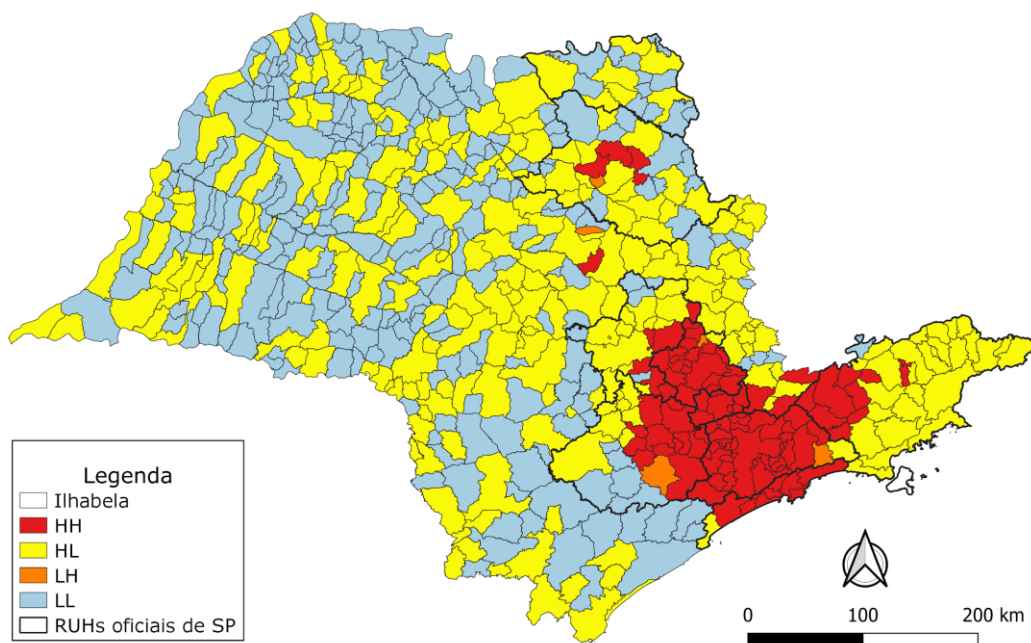 Legenda
Ilhabela
HH
HL
LH
LL
RUHs oficiais de SP
0 100 200 km